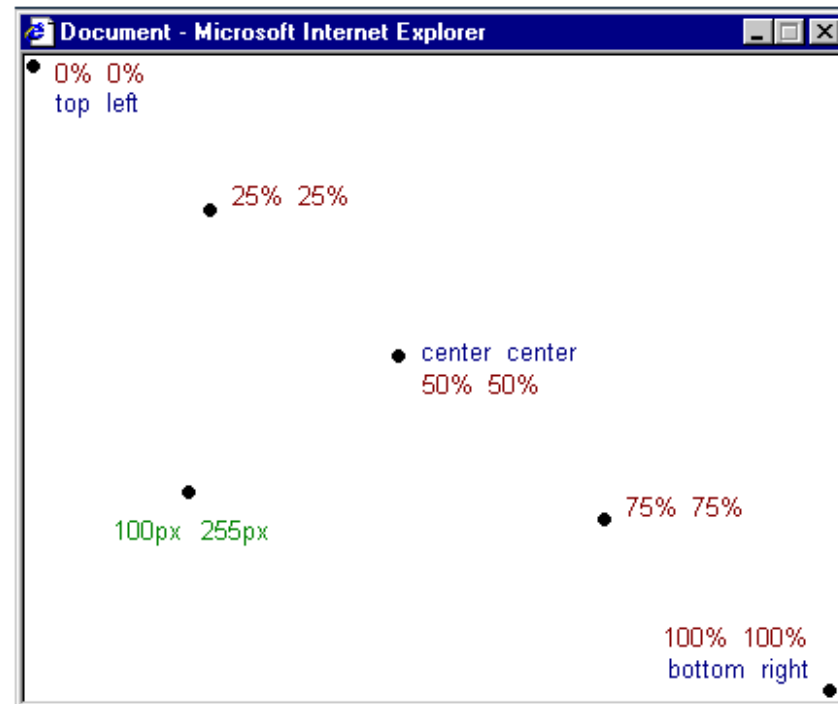 Document - Microsoft Internet Explorer
0% 0%
top left
25% 25%
center center
50% 50%
100px 255px
75% 75%
100% 100%
bottom right